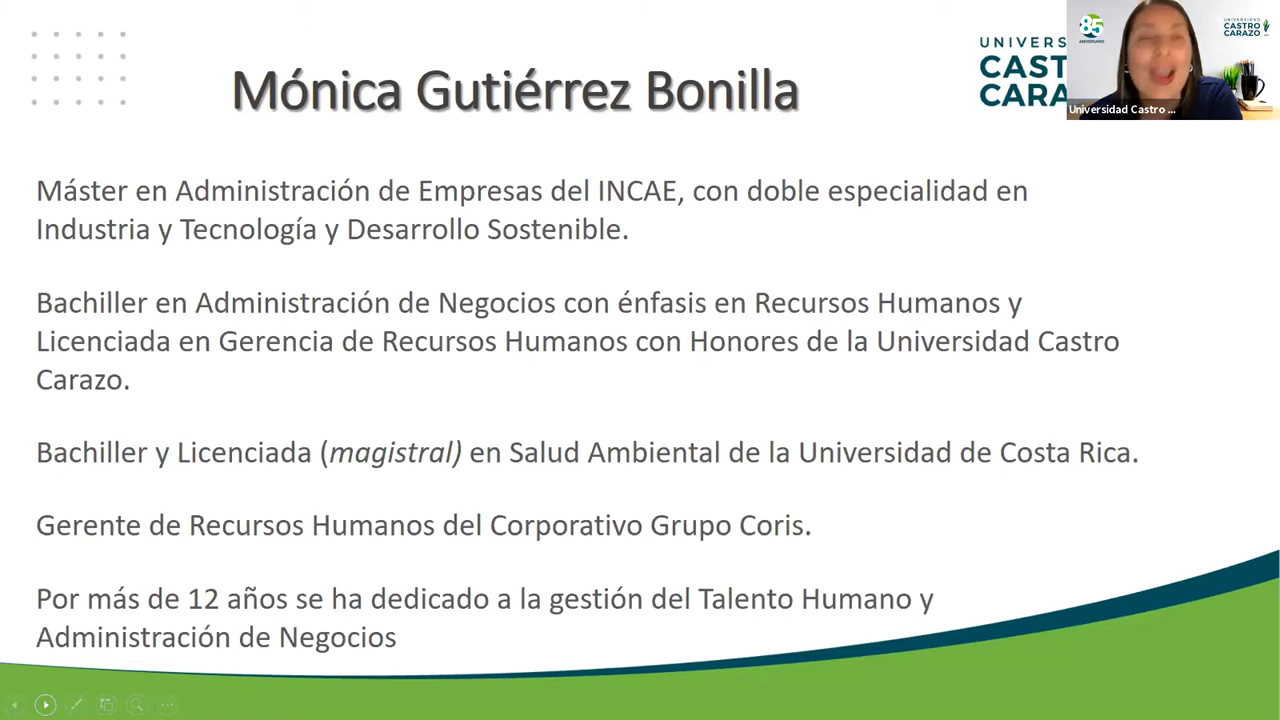 Mónica Gutiérrez Bonilla
UNIVERS
CAST
CARA
85
ANIVERSARIO
UNIVERSIDAD
CASTRO
CARAZO
Universidad Castro ...
Máster en Administración de Empresas del INCAE, con doble especialidad en
Industria y Tecnología y Desarrollo Sostenible.
Bachiller en Administración de Negocios con énfasis en Recursos Humanos y
Licenciada en Gerencia de Recursos Humanos con Honores de la Universidad Castro
Carazo.
Bachiller y Licenciada (magistral) en Salud Ambiental de la Universidad de Costa Rica.
Gerente de Recursos Humanos del Corporativo Grupo Coris.
Por más de 12 años se ha dedicado a la gestión del Talento Humano y
Administración de Negocios